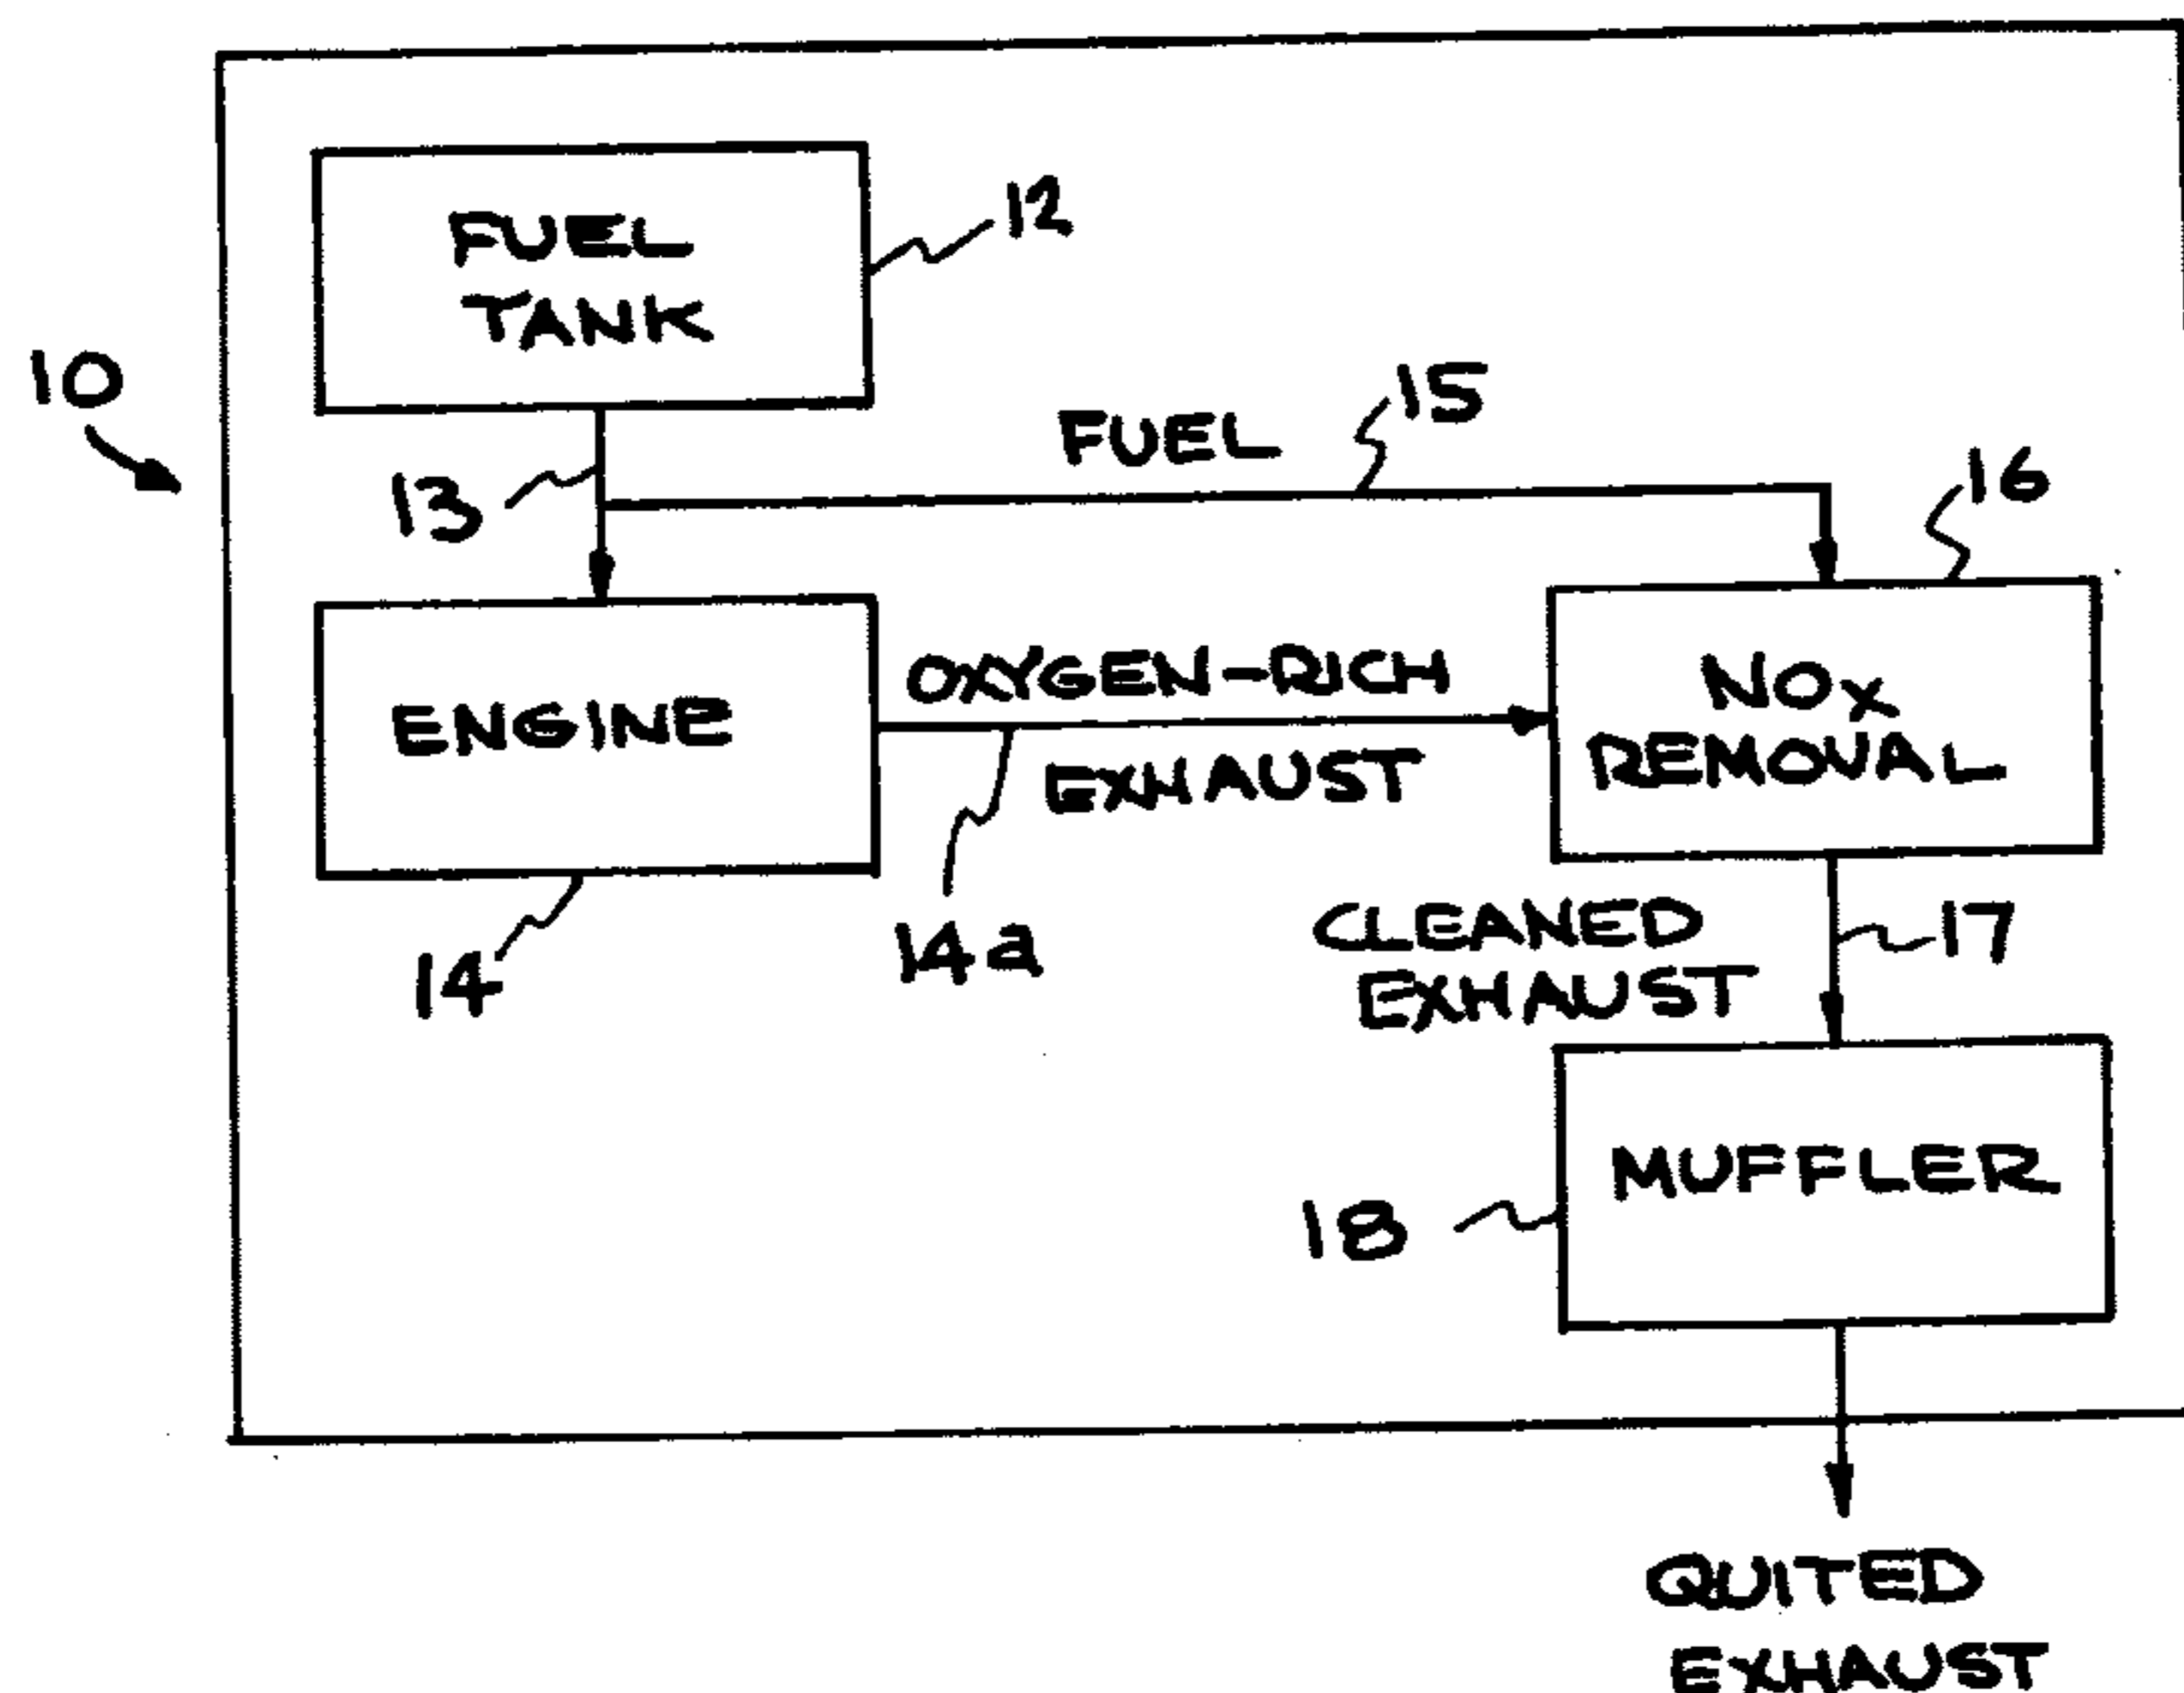 FUEL
TANK
12
10
13
FUEL
15
16
ENGINE
OXYGEN-RICH
EXHAUST
NOx
REMOVAL
14
14a
CLEANED
EXHAUST
17
MUFFLER
18
QUITED
EXHAUST